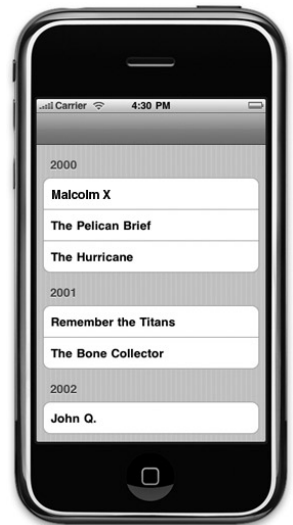 Carrier 4:30 PM
2000
Malcolm X
The Pelican Brief
The Hurricane
2001
Remember the Titans
The Bone Collector
2002
John Q.